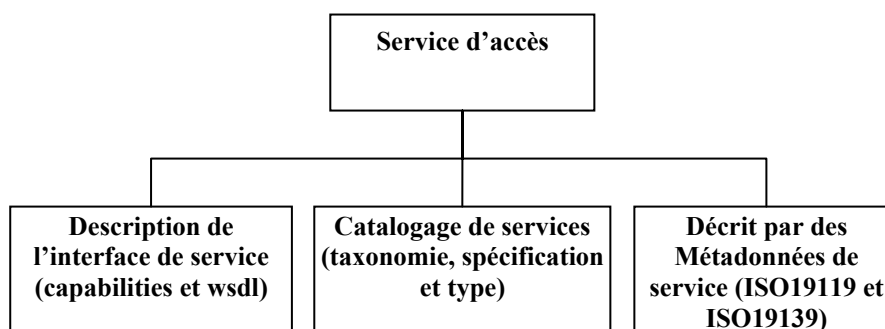 Service d’accès
Description de
l’interface de service
(capabilities et wsdl)
Catalogage de services
(taxonomie, spécification
et type)
Décrit par des
Métadonnées de
service (ISO19119 et
ISO19139)